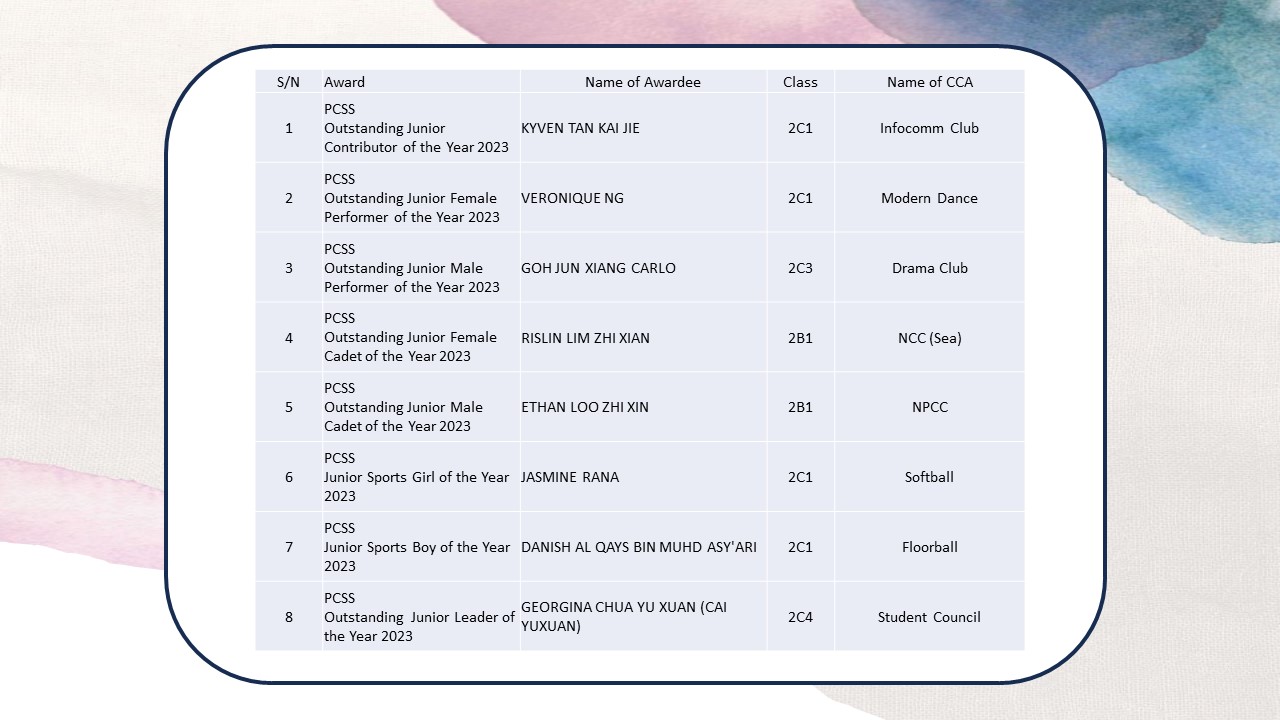 S/N Award Name of Awardee Class Name of CCA
1 PCSS
Outstanding Junior
Contributor of the Year 2023 KYVEN TAN KAI JIE 2C1 Infocomm Club
2 PCSS
Outstanding Junior Female
Performer of the Year 2023 VERONIQUE NG 2C1 Modern Dance
3 PCSS
Outstanding Junior Male
Performer of the Year 2023 GOH JUN XIANG CARLO 2C3 Drama Club
4 PCSS
Outstanding Junior Female
Cadet of the Year 2023 RISLIN LIM ZHI XIAN 2B1 NCC (Sea)
5 PCSS
Outstanding Junior Male
Cadet of the Year 2023 ETHAN LOO ZHI XIN 2B1 NPCC
6 PCSS
Junior Sports Girl of the Year
2023 JASMINE RANA 2C1 Softball
7 PCSS
Junior Sports Boy of the Year
2023 DANISH AL QAYS BIN MUHD ASY'ARI 2C1 Floorball
8 PCSS
Outstanding Junior Leader of
the Year 2023 GEORGINA CHUA YU XUAN (CAI
YUXUAN) 2C4 Student Council